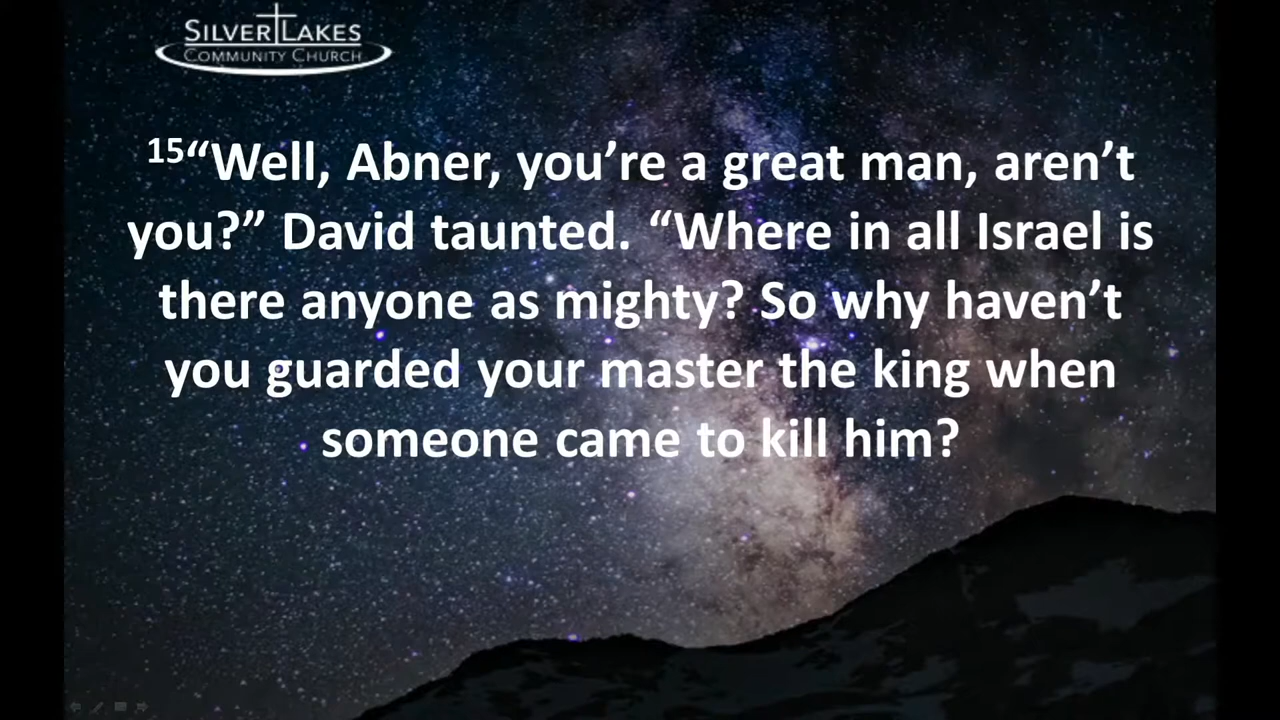 SILVER LAKES
COMMUNITY CHURCH
15“Well, Abner, you’re a great man, aren’t
you?” David taunted. “Where in all Israel is
there anyone as mighty? So why haven’t
you guarded your master the king when
someone came to kill him?